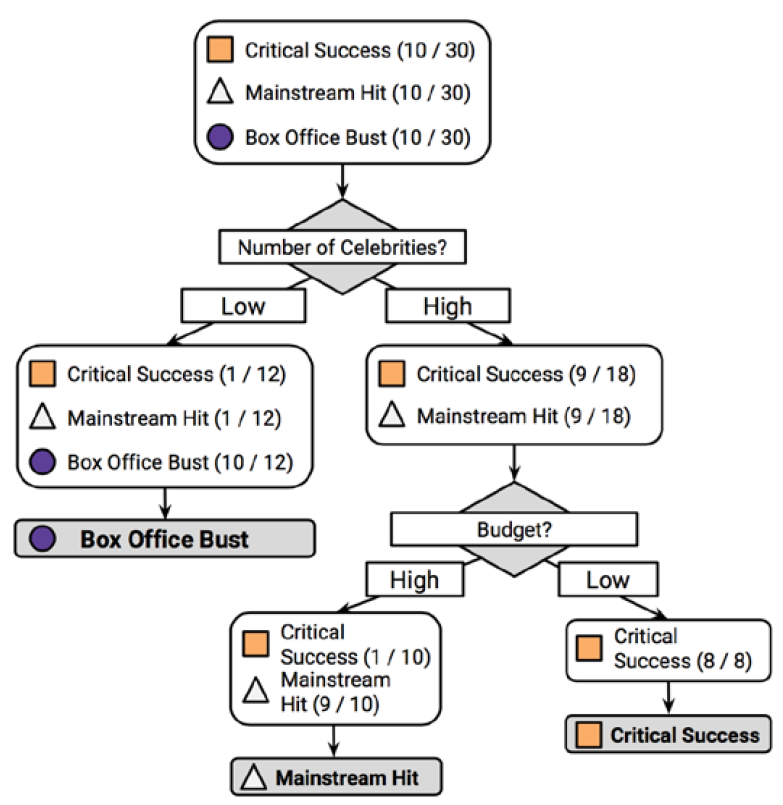 Critical Success (10 / 30)
Mainstream Hit (10 / 30)
Box Office Bust (10 / 30)
Number of Celebrities?
Low
High
Critical Success (1 / 12)
Mainstream Hit (1 / 12)
Box Office Bust (10 / 12)
Box Office Bust
Critical Success (9 / 18)
Mainstream Hit (9 / 18)
Budget?
High
Low
Critical
Success (1 / 10)
Mainstream
Hit (9 / 10)
Mainstream Hit
Critical
Success (8 / 8)
Critical Success